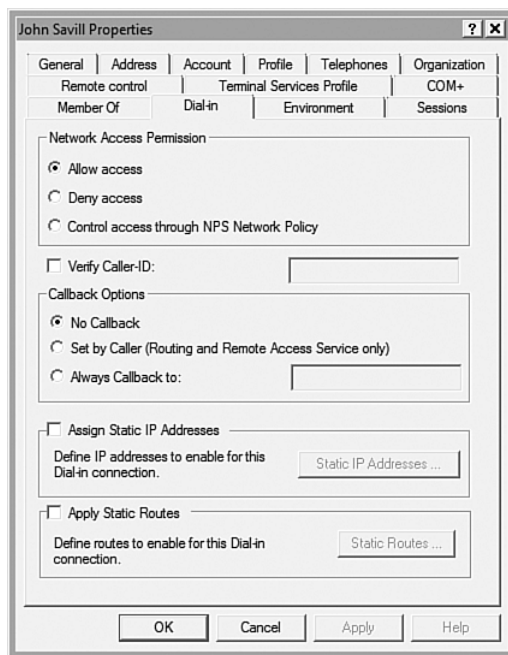 John Savill Properties
General Address Account Profile Telephones Organization
Remote control Terminal Services Profile COM+
Member Of Dial-in Environment Sessions
Network Access Permission
Allow access
Deny access
Control access through NPS Network Policy
Verify Caller-ID:
Callback Options
No Callback
Set by Caller (Routing and Remote Access Service only)
Always Callback to:
Assign Static IP Addresses
Define IP addresses to enable for this
Dial-in connection.
Static IP Addresses ...
Apply Static Routes
Define routes to enable for this Dial-in
connection.
Static Routes ...
OK Cancel Apply Help